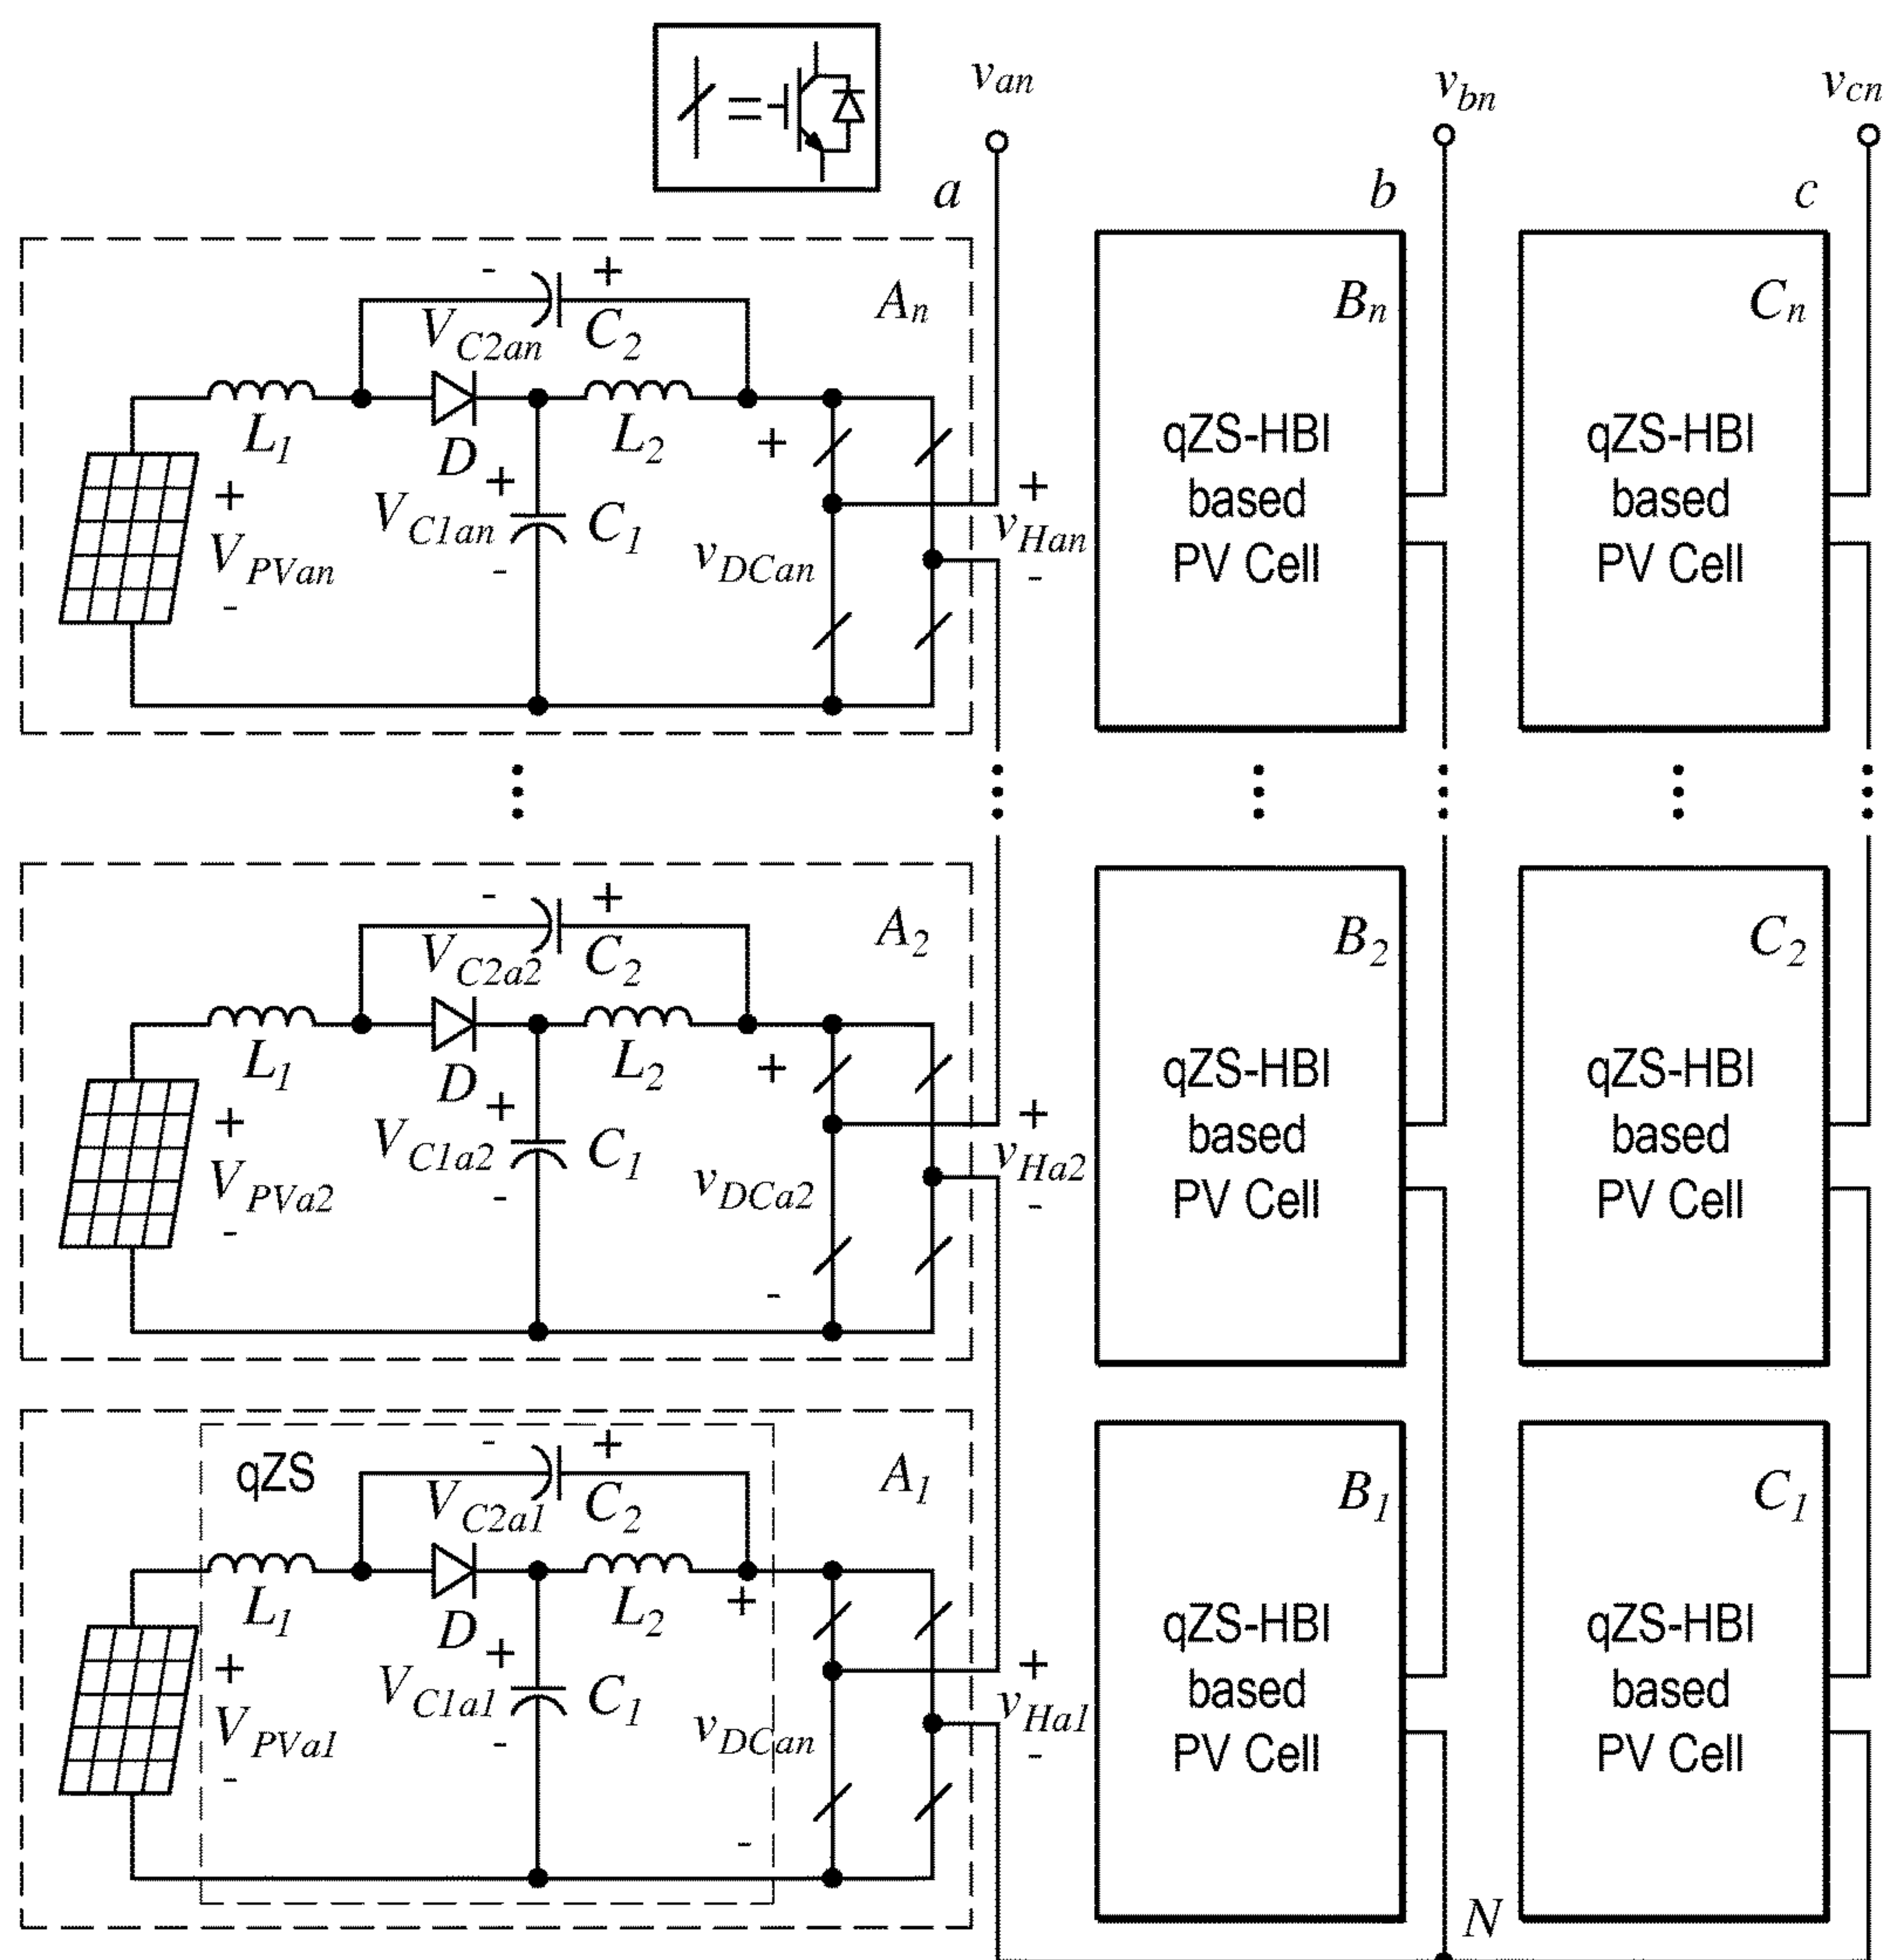 v_an
v_bn
v_cn
=
a
b
c
- +
A_n
V_C2an C_2
L_1
D
L_2
+
+
V_C1an
C_1
-
+
V_PVan
-
v_DCan
+
v_Han
-
B_n
qZS-HBI
based
PV Cell
C_n
qZS-HBI
based
PV Cell
- +
A_2
V_C2a2 C_2
L_1
D
L_2
+
+
V_C1a2
C_1
-
+
V_PVa2
-
v_DCa2
-
+
v_Ha2
-
B_2
qZS-HBI
based
PV Cell
C_2
qZS-HBI
based
PV Cell
qZS
- +
A_1
V_C2a1 C_2
L_1
D
L_2
+
+
V_C1a1
C_1
-
+
V_PVa1
-
v_DCan
-
+
v_Ha1
-
B_1
qZS-HBI
based
PV Cell
C_1
qZS-HBI
based
PV Cell
N